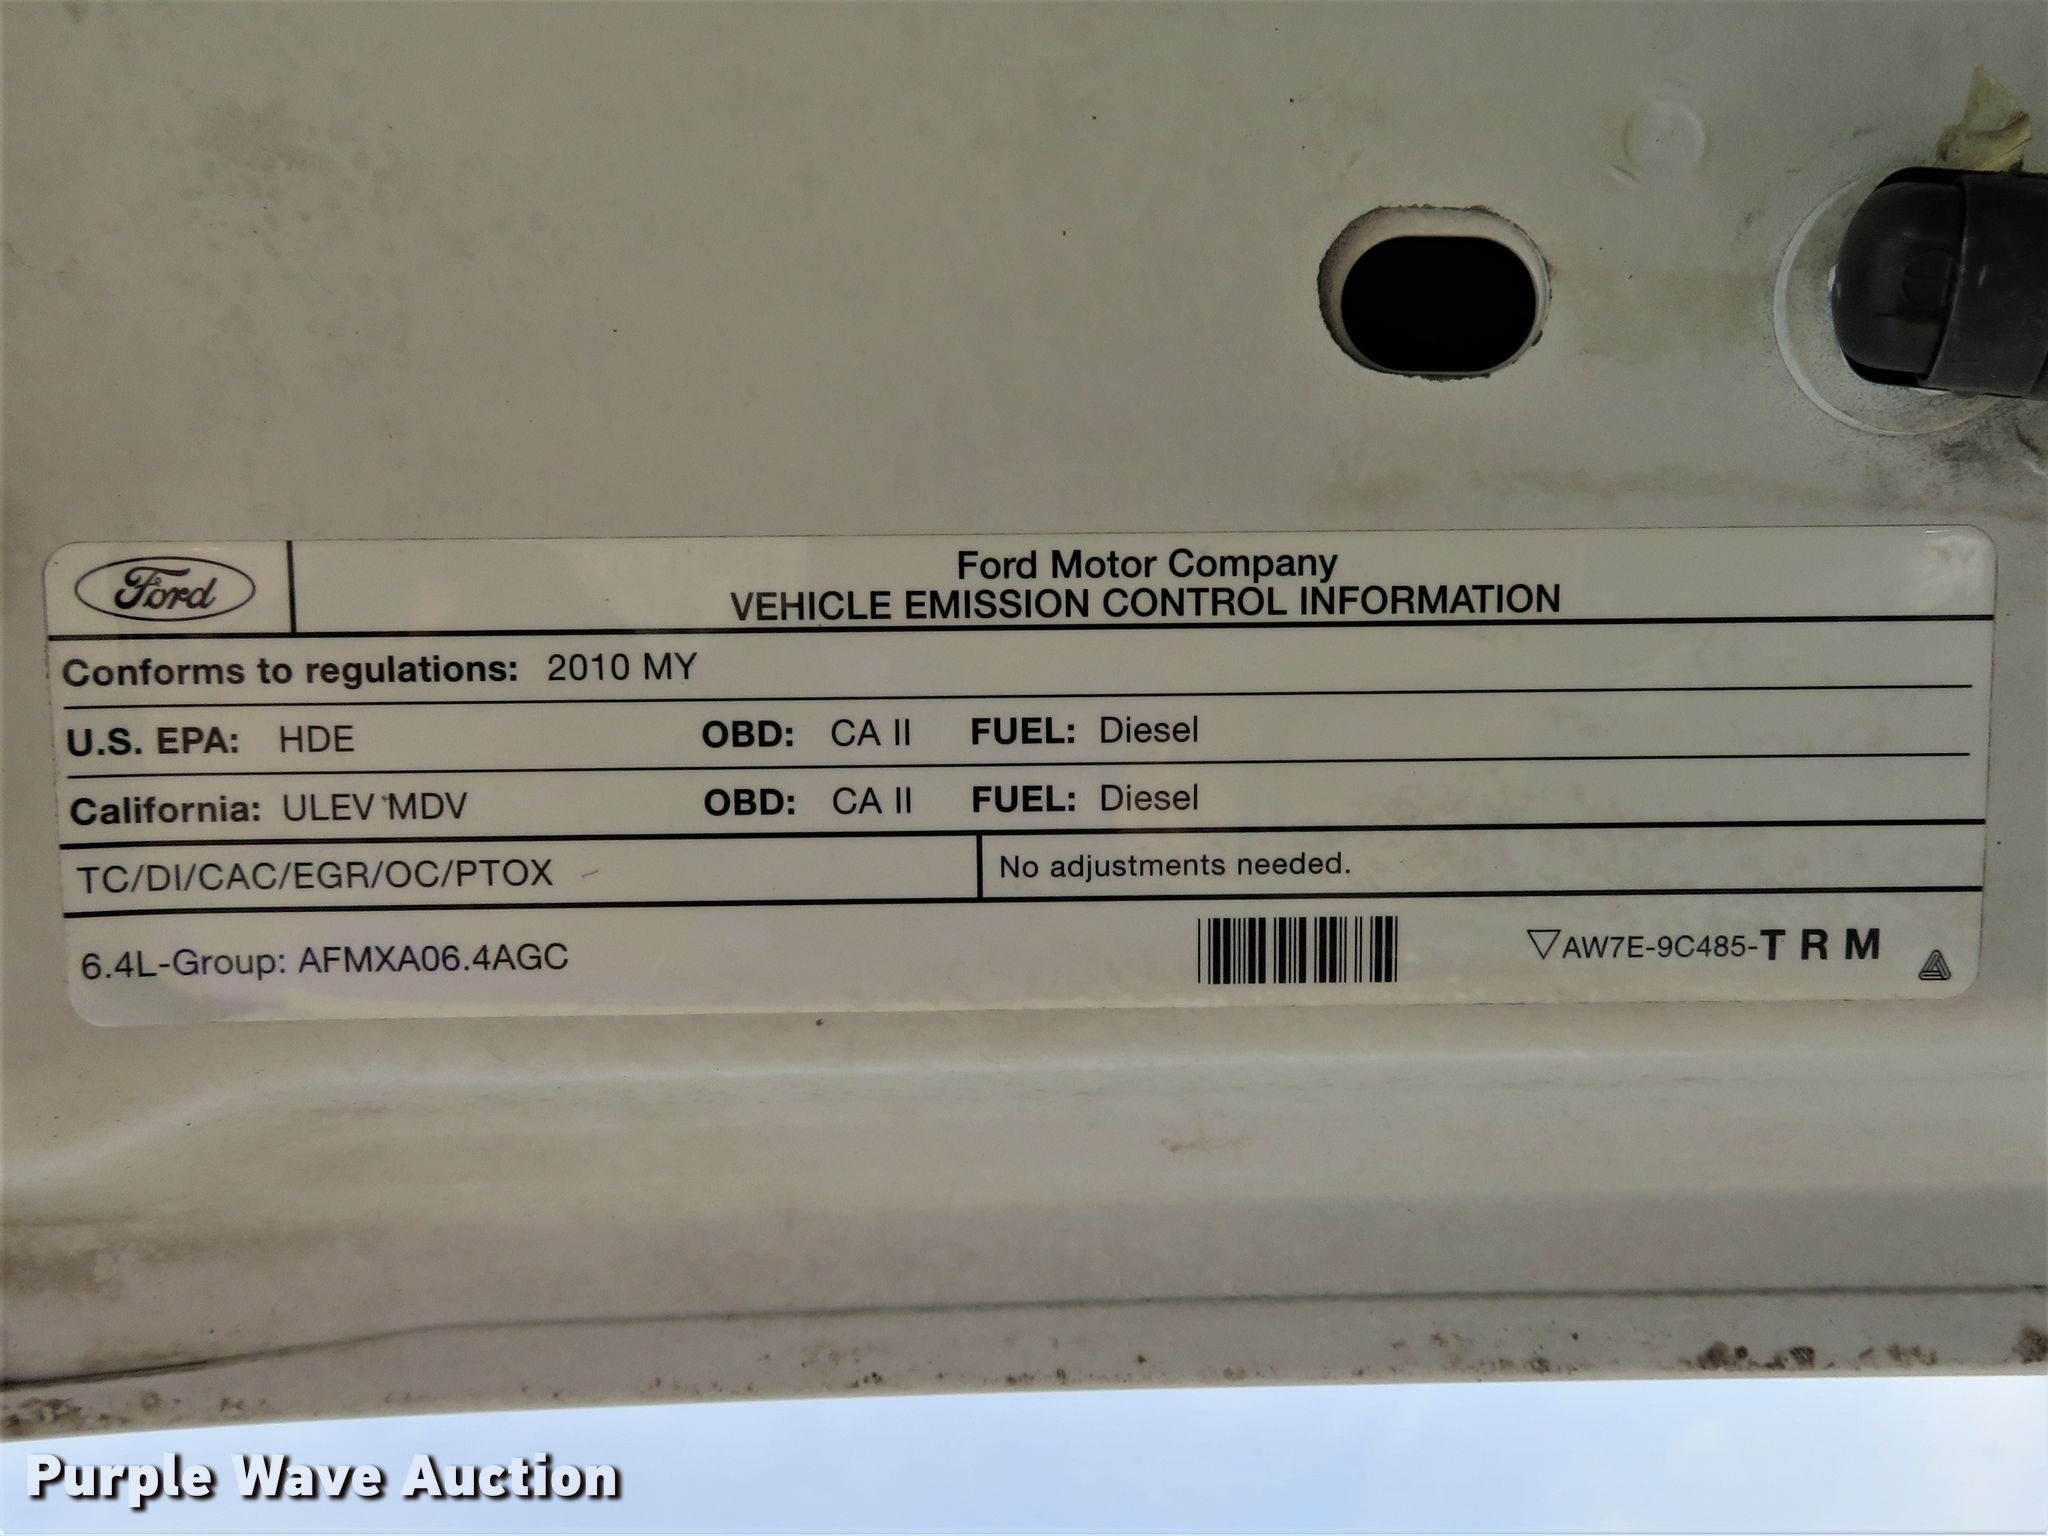 Ford
Ford Motor Company
VEHICLE EMISSION CONTROL INFORMATION
Conforms to regulations: 2010 MY
U.S. EPA: HDE OBD: CA II FUEL: Diesel
California: ULEV MDV OBD: CA II FUEL: Diesel
TC/DI/CAC/EGR/OC/PTOX No adjustments needed.
6.4L-Group: AFMXA06.4AGC AW7E-9C485-TRM
Purple Wave Auction